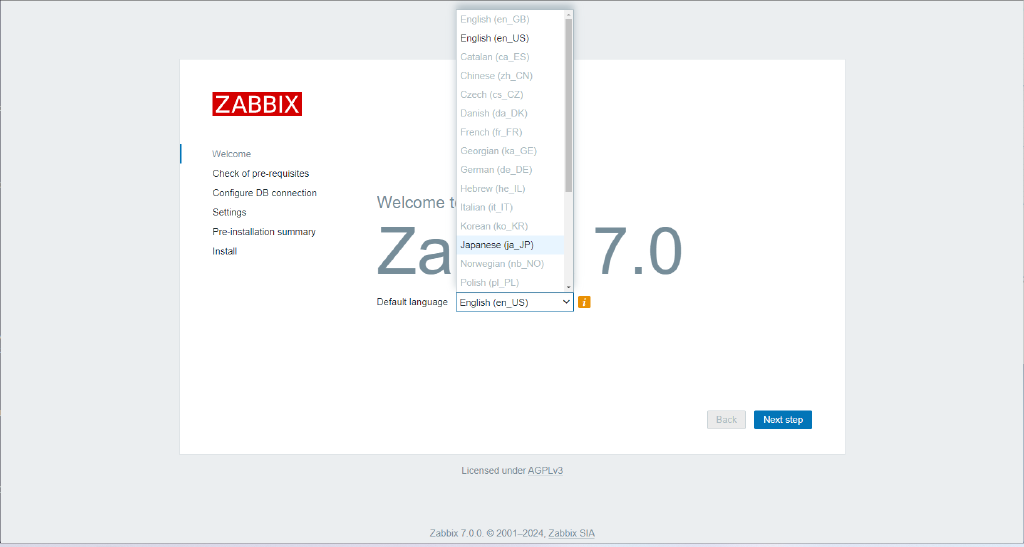 English (en_GB)
English (en_US)
Catalan (ca_ES)
Chinese (zh_CN)
Czech (cs_CZ)
Danish (da_DK)
French (fr_FR)
Georgian (ka_GE)
German (de_DE)
Hebrew (he_IL)
Italian (it_IT)
Korean (ko_KR)
Japanese (ja_JP)
Norwegian (nb_NO)
Polish (pl_PL)
ZABBIX
Welcome
Check of pre-requisites
Configure DB connection
Settings
Pre-installation summary
Install
Welcome t
Za 7.0
Default language English (en_US) i
Back Next step
Licensed under AGPLv3
Zabbix 7.0.0. © 2001–2024, Zabbix SIA